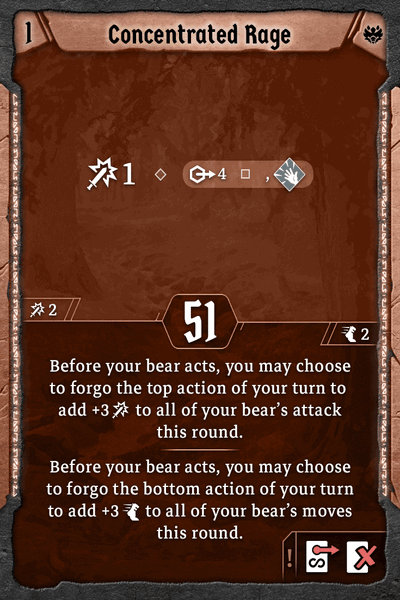 1 Concentrated Rage
1 4 ,
2
51
2
Before your bear acts, you may choose
to forgo the top action of your turn to
add +3 to all of your bear's attack
this round.
Before your bear acts, you may choose
to forgo the bottom action of your turn
to add +3 to all of your bear's moves
this round.
!